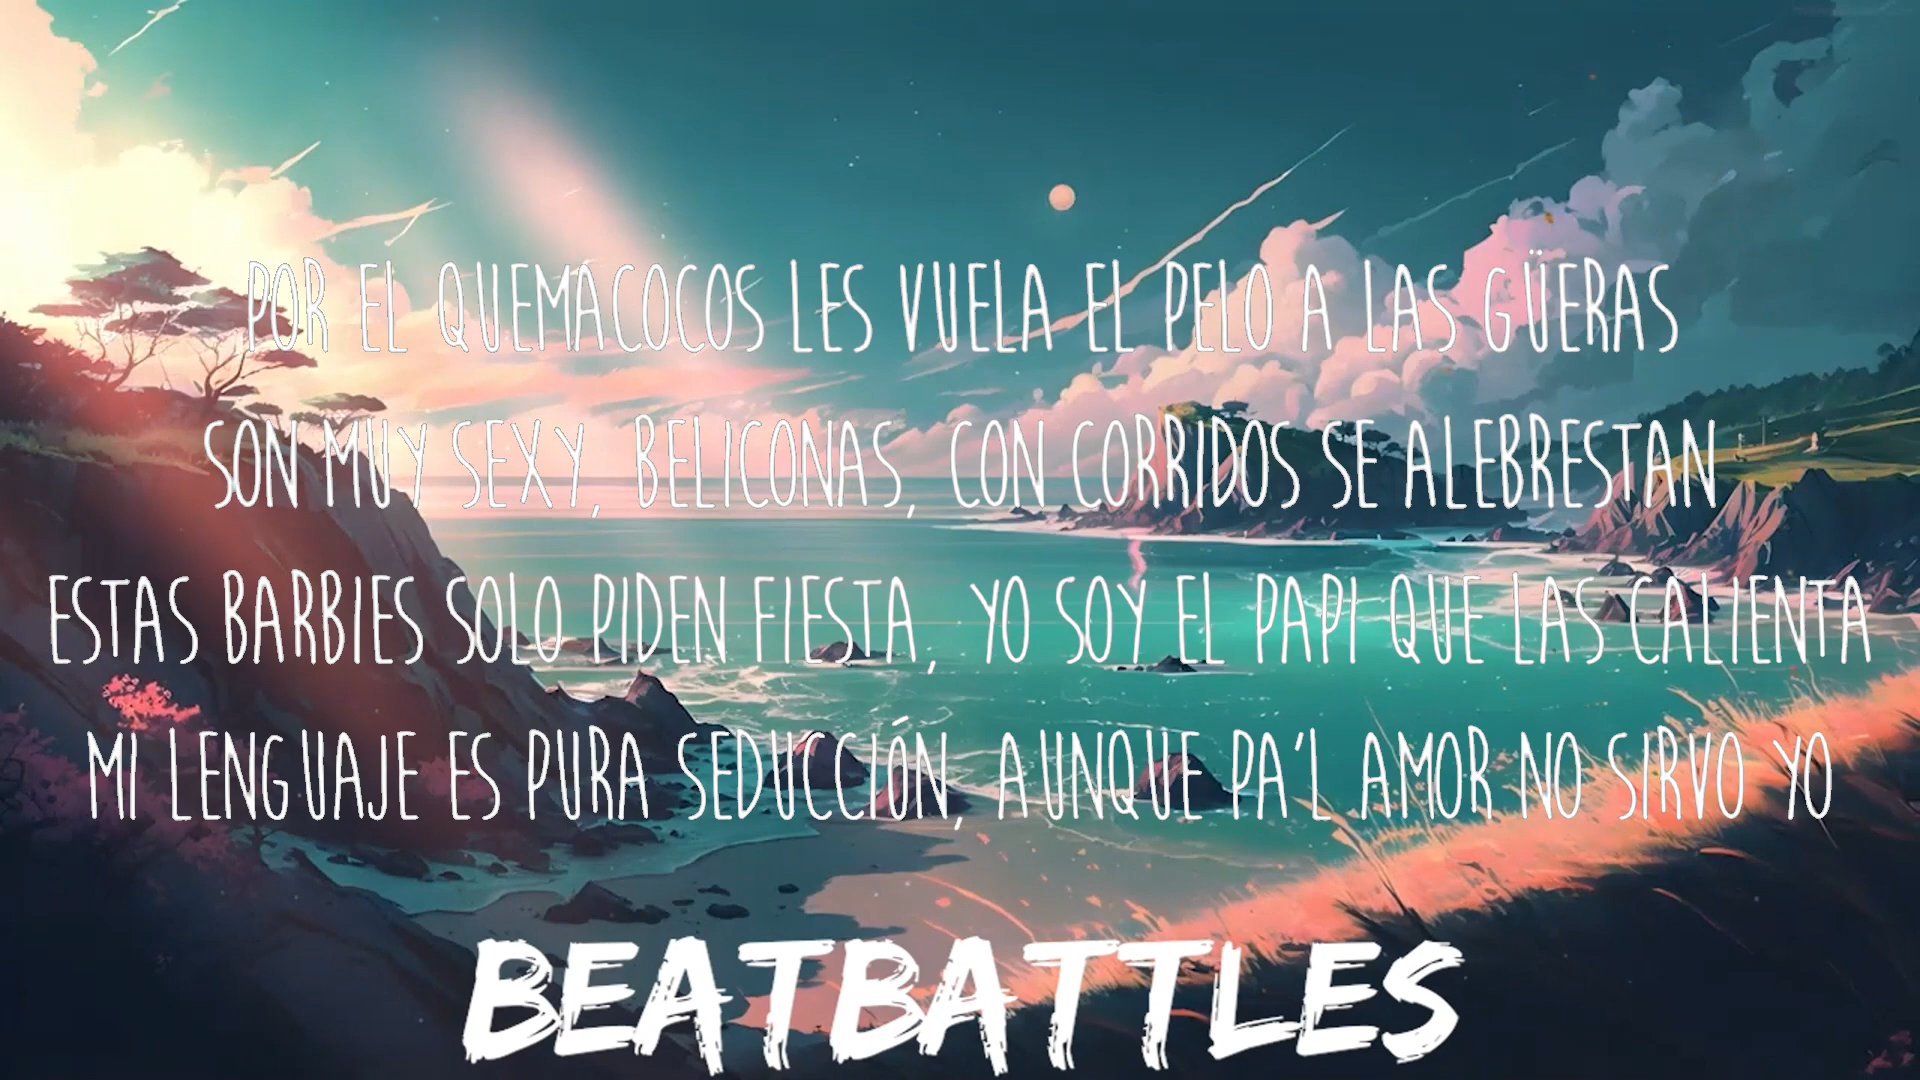 POR EL QUEMACOCOS LES VUELA EL PELO A LAS GÜERAS
SON MUY SEXY, BELICONAS, CON CORRIDOS SE ALEBRESTAN
ESTAS BARBIES SOLO PIDEN FIESTA, YO SOY EL PAPI QUE LAS CALIENTA
MI LENGUAJE ES PURA SEDUCCIÓN, AUNQUE PA'L AMOR NO SIRVO YO
BEATBATTLES